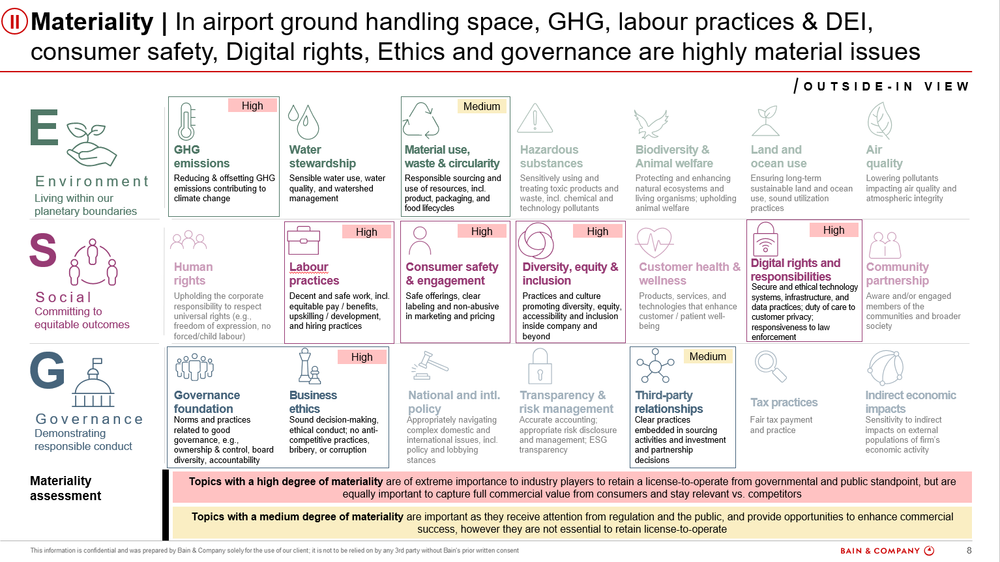 II Materiality | In airport ground handling space, GHG, labour practices & DEI,
consumer safety, Digital rights, Ethics and governance are highly material issues
OUTSIDE-IN VIEW
E
Environment
Living within our
planetary boundaries
High
GHG
emissions
Reducing & offsetting GHG
emissions contributing to
climate change
Water
stewardship
Sensible water use, water
quality, and watershed
management
Medium
Material use,
waste & circularity
Responsible sourcing and
use of resources, incl.
product, packaging, and
food lifecycles
Hazardous
substances
Sensitively using and
treating toxic products and
waste, incl. chemical and
technology pollutants
Biodiversity &
Animal welfare
Protecting and enhancing
natural ecosystems and
living organisms; upholding
animal welfare
Land and
ocean use
Ensuring long-term
sustainable land and ocean
use, sound utilization
practices
Air
quality
Lowering pollutants
impacting air quality and
atmospheric integrity
S
Social
Committing to
equitable outcomes
Human
rights
Upholding the corporate
responsibility to respect
universal rights (e.g.,
freedom of expression, no
forced/child labour)
High
Labour
practices
Decent and safe work, incl.
equitable pay / benefits,
upskilling / development,
and hiring practices
High
Consumer safety
& engagement
Safe offerings, clear
labeling and non-abusive
in marketing and pricing
High
Diversity, equity &
inclusion
Practices and culture
promoting diversity, equity,
accessibility and inclusion
inside company and
beyond
Customer health &
wellness
Products, services, and
technologies that enhance
customer / patient well-
being
High
Digital rights and
responsibilities
Secure and ethical technology
systems, infrastructure, and
data practices; duty of care to
customer privacy;
responsiveness to law
enforcement
Community
partnership
Aware and/or engaged
members of the
communities and broader
society
G
Governance
Demonstrating
responsible conduct
Governance
foundation
Norms and practices
related to good
governance, e.g.,
ownership & control, board
diversity, accountability
High
Business
ethics
Sound decision-making,
ethical conduct; no anti-
competitive practices,
bribery, or corruption
National and intl.
policy
Appropriately navigating
complex domestic and
international issues, incl.
policy and lobbying
stances
Transparency &
risk management
Accurate accounting;
appropriate risk disclosure
and management; ESG
transparency
Medium
Third-party
relationships
Clear practices
embedded in sourcing
activities and investment
and partnership
decisions
Tax practices
Fair tax payment
and practice
Indirect economic
impacts
Sensitivity to indirect
impacts on external
populations of firm's
economic activity
Materiality
assessment
Topics with a high degree of materiality are of extreme importance to industry players to retain a license-to-operate from governmental and public standpoint, but are
equally important to capture full commercial value from consumers and stay relevant vs. competitors
Topics with a medium degree of materiality are important as they receive attention from regulation and the public, and provide opportunities to enhance commercial
success, however they are not essential to retain license-to-operate
This information is confidential and was prepared by Bain & Company solely for the use of our client; it is not to be relied on by any 3rd party without Bain's prior written consent
BAIN & COMPANY
8